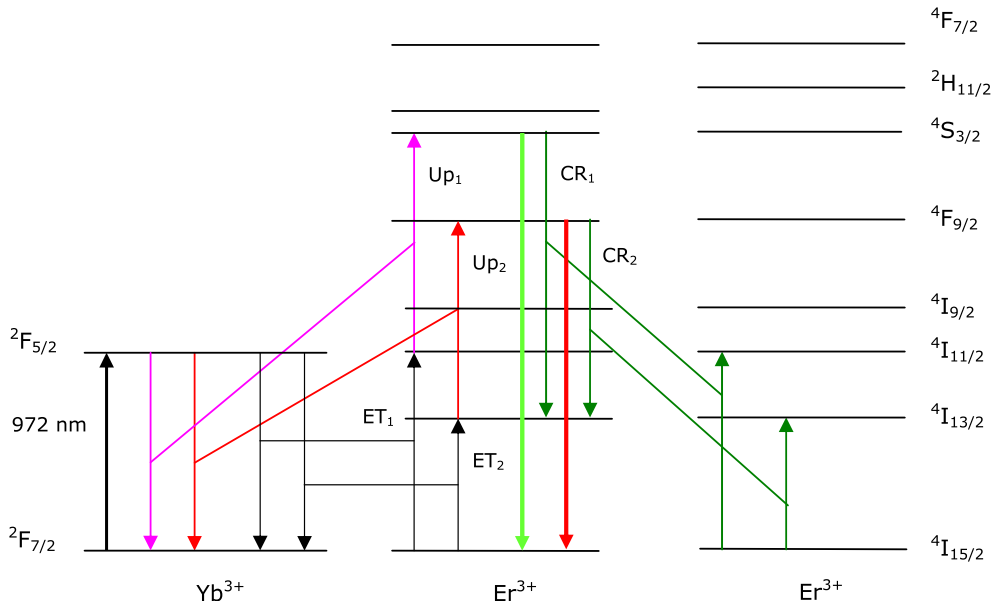 ⁴F₇/₂
²H₁₁/₂
⁴S₃/₂
Up₁
CR₁
⁴F₉/₂
Up₂
CR₂
⁴I₉/₂
²F₅/₂
⁴I₁₁/₂
972 nm
ET₁
⁴I₁₃/₂
ET₂
²F₇/₂
⁴I₁₅/₂
Yb³⁺
Er³⁺
Er³⁺